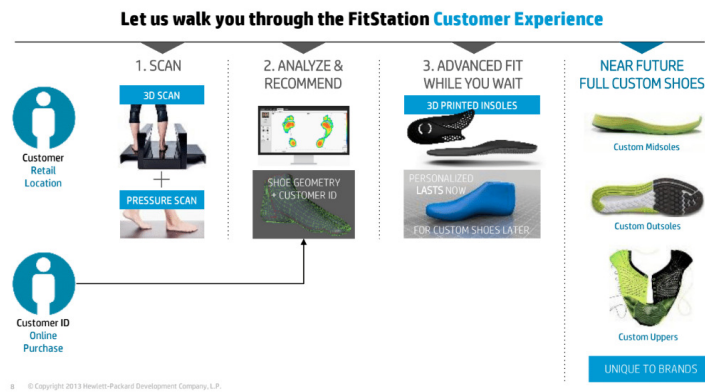 Let us walk you through the FitStation Customer Experience
1. SCAN
2. ANALYZE &
RECOMMEND
3. ADVANCED FIT
WHILE YOU WAIT
NEAR FUTURE
FULL CUSTOM SHOES
Customer
Retail
Location
3D SCAN
PRESSURE SCAN
SHOE GEOMETRY
+ CUSTOMER ID
3D PRINTED INSOLES
PERSONALIZED
LASTS NOW
FOR CUSTOM SHOES LATER
Custom Midsoles
Custom Outsoles
Custom Uppers
UNIQUE TO BRANDS
Customer ID
Online
Purchase
8 © Copyright 2013 Hewlett-Packard Development Company, L.P.